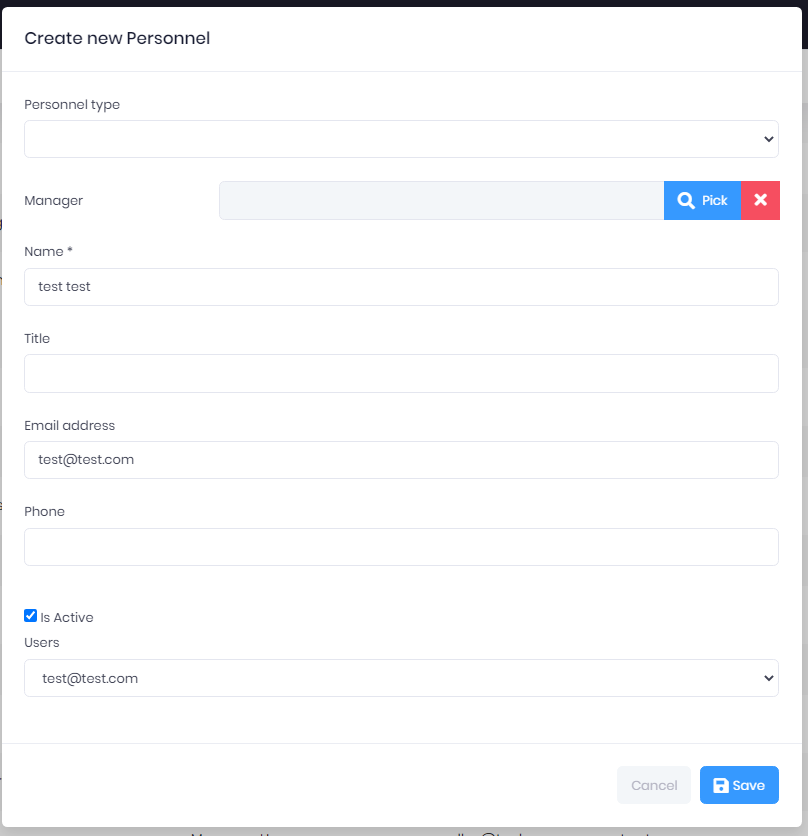 Create new Personnel
Personnel type
Manager
Pick
Name *
test test
Title
Email address
test@test.com
Phone
Is Active
Users
test@test.com
Cancel
Save